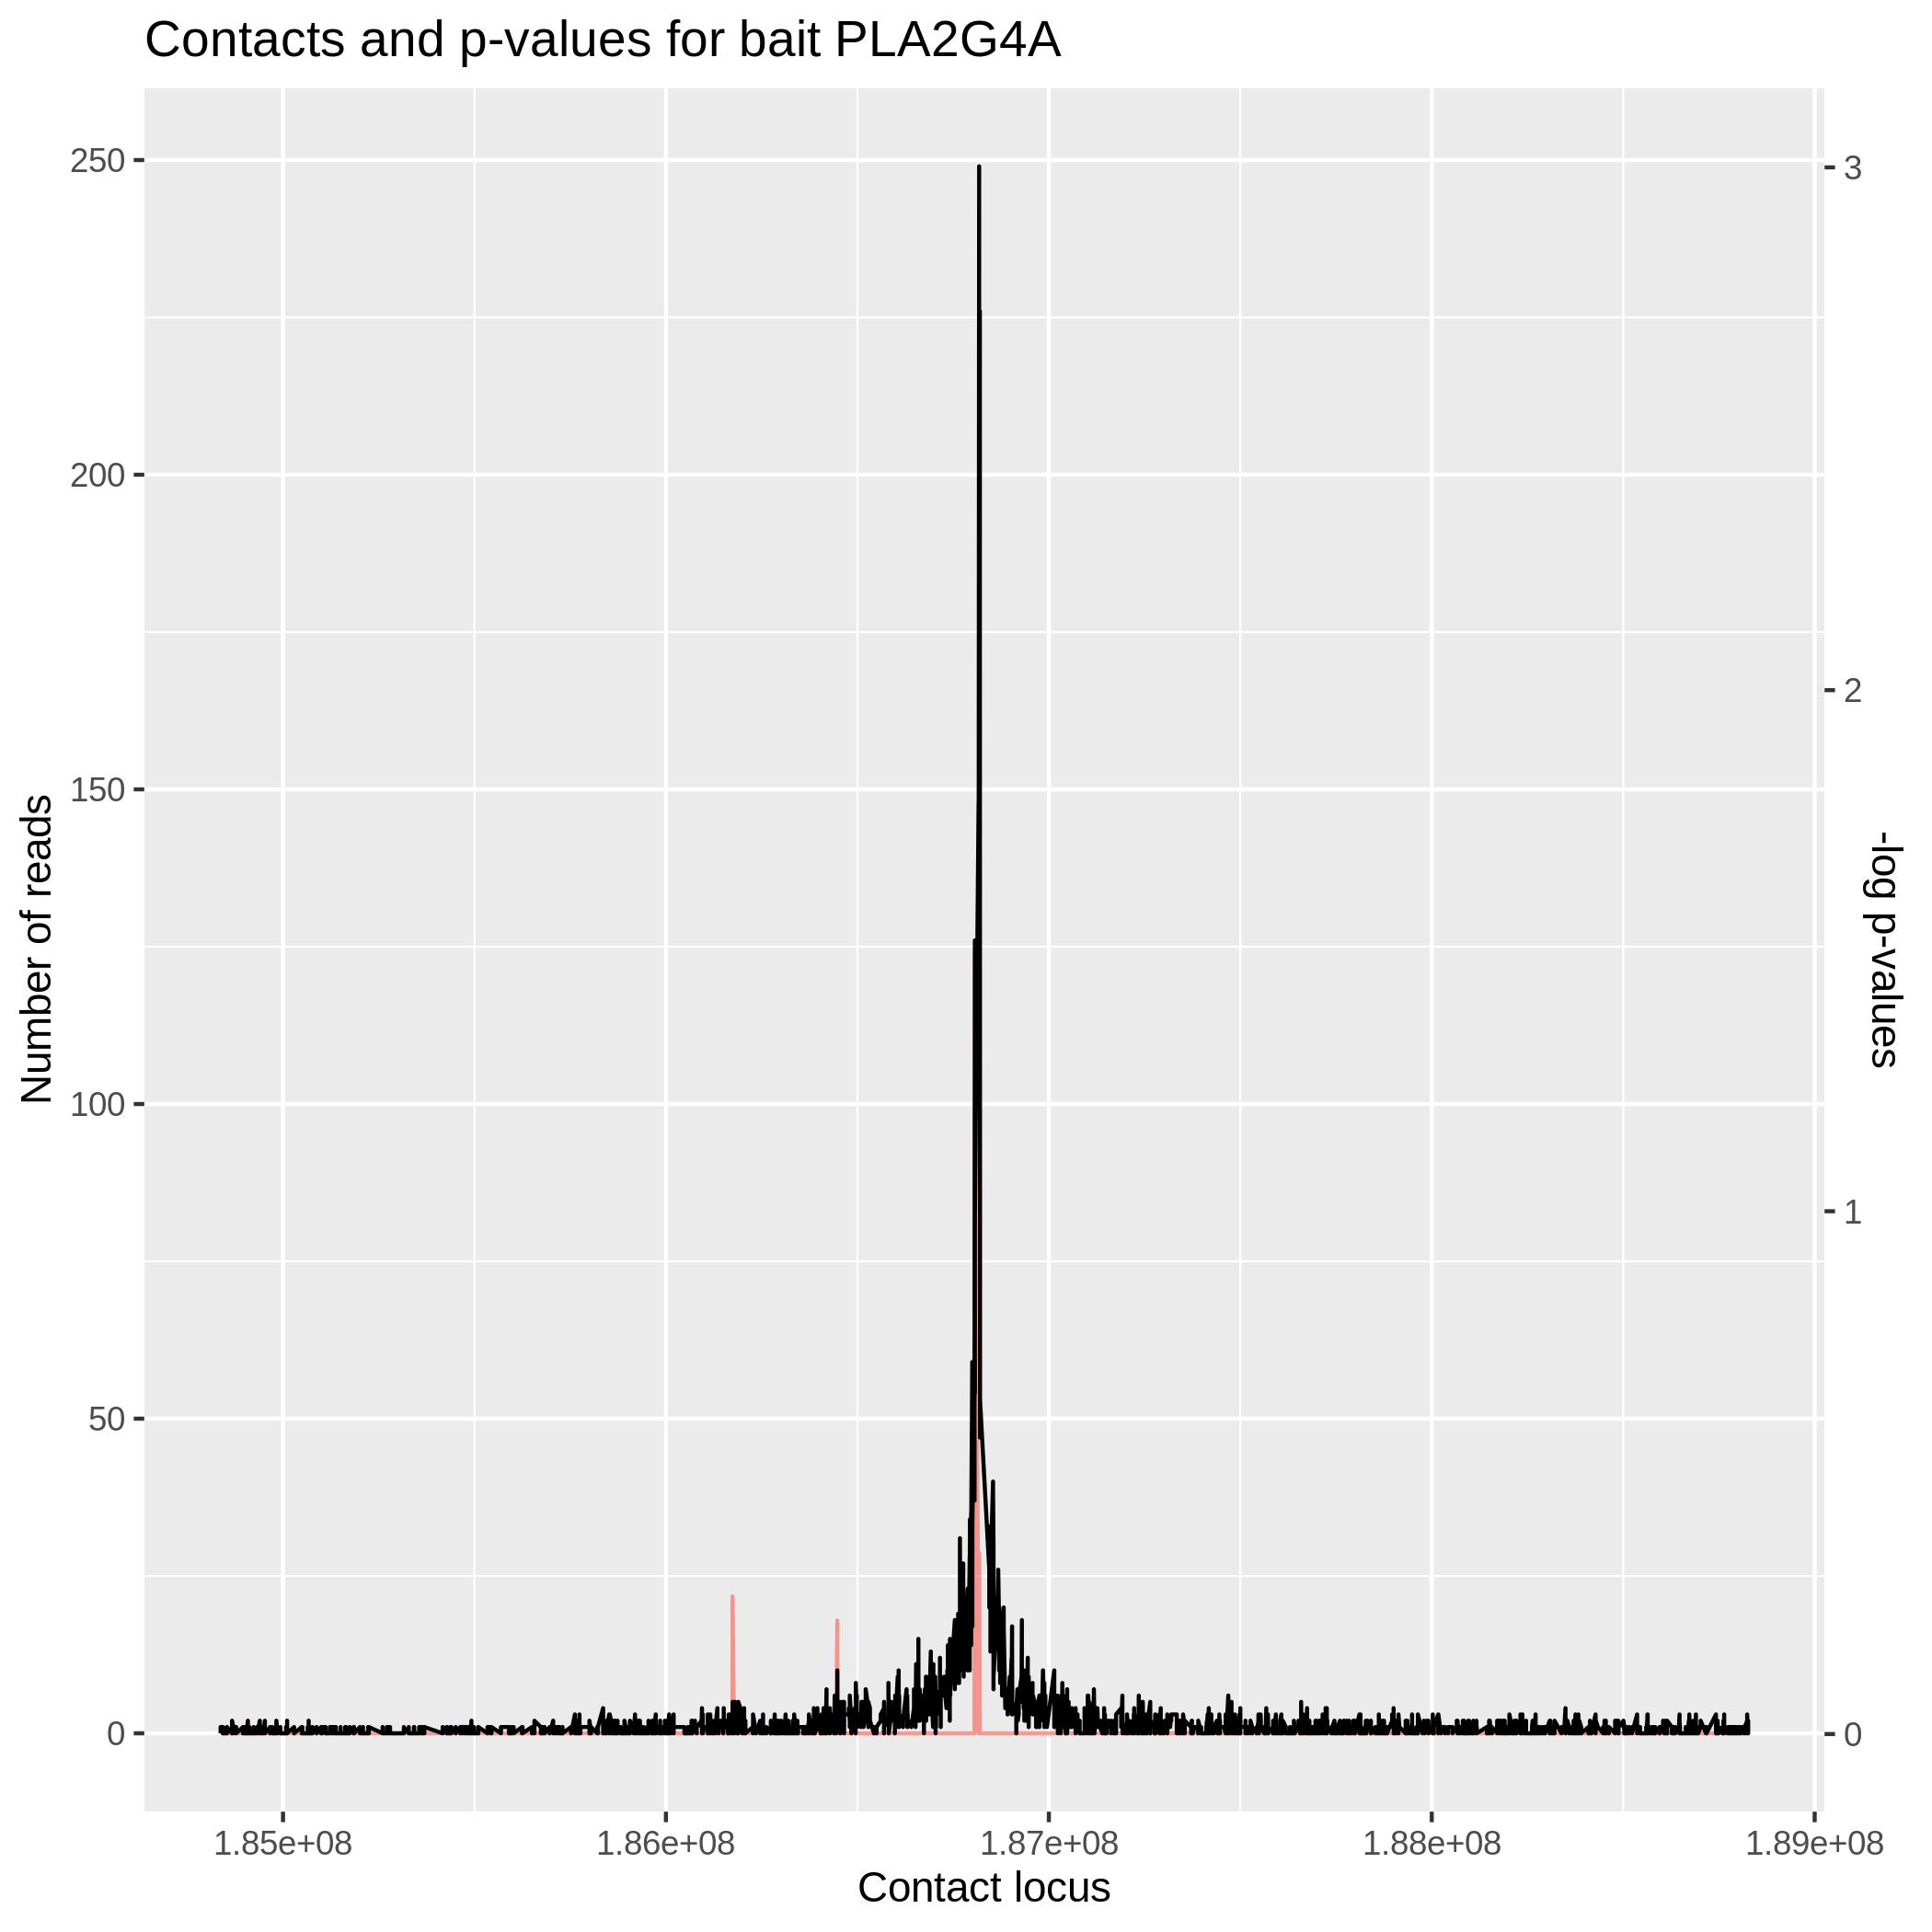 Contacts and p-values for bait PLA2G4A
250
200
150
100
50
0
Number of reads
3
2
1
0
-log p-values
1.85e+08
1.86e+08
1.87e+08
1.88e+08
1.89e+08
Contact locus